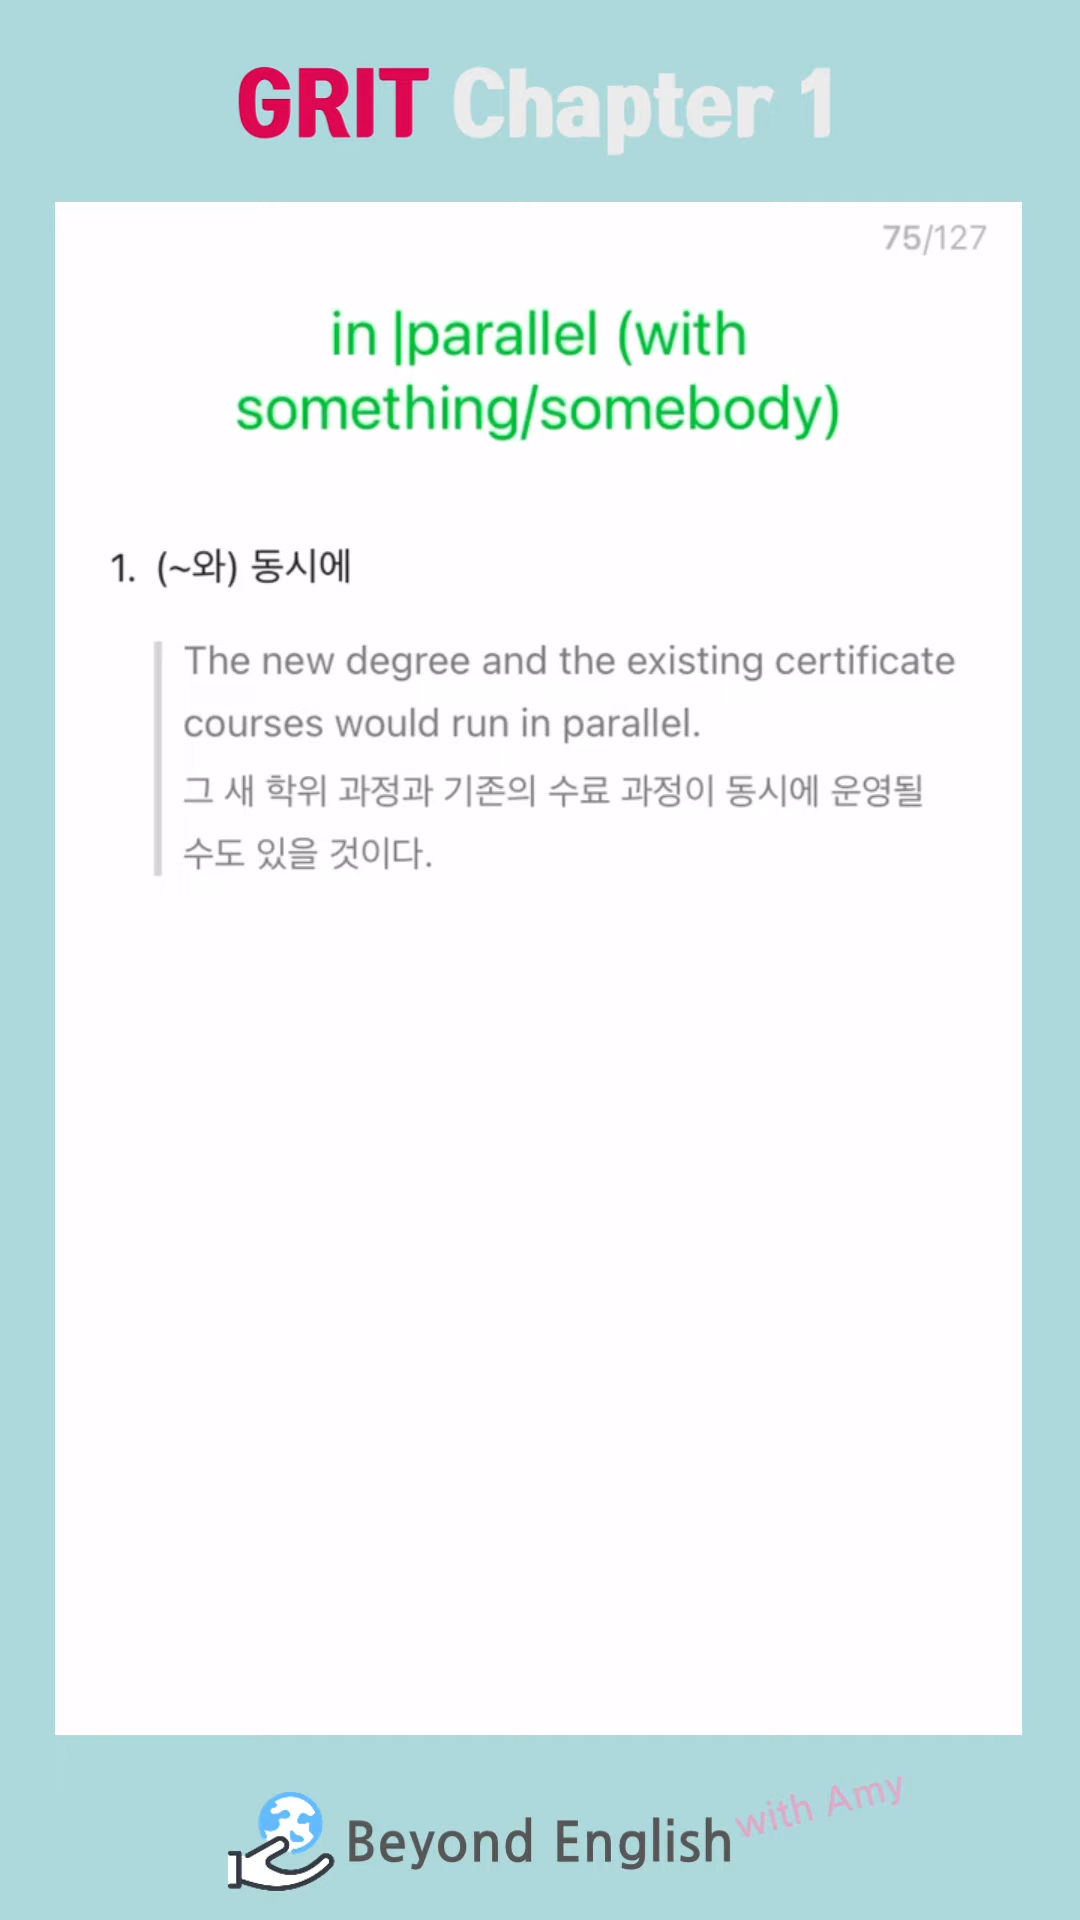 GRIT Chapter 1
75/127
in |parallel (with
something/somebody)
1. (~와) 동시에
The new degree and the existing certificate
courses would run in parallel.
그 새 학위 과정과 기존의 수료 과정이 동시에 운영될
수도 있을 것이다.
Beyond English with Amy